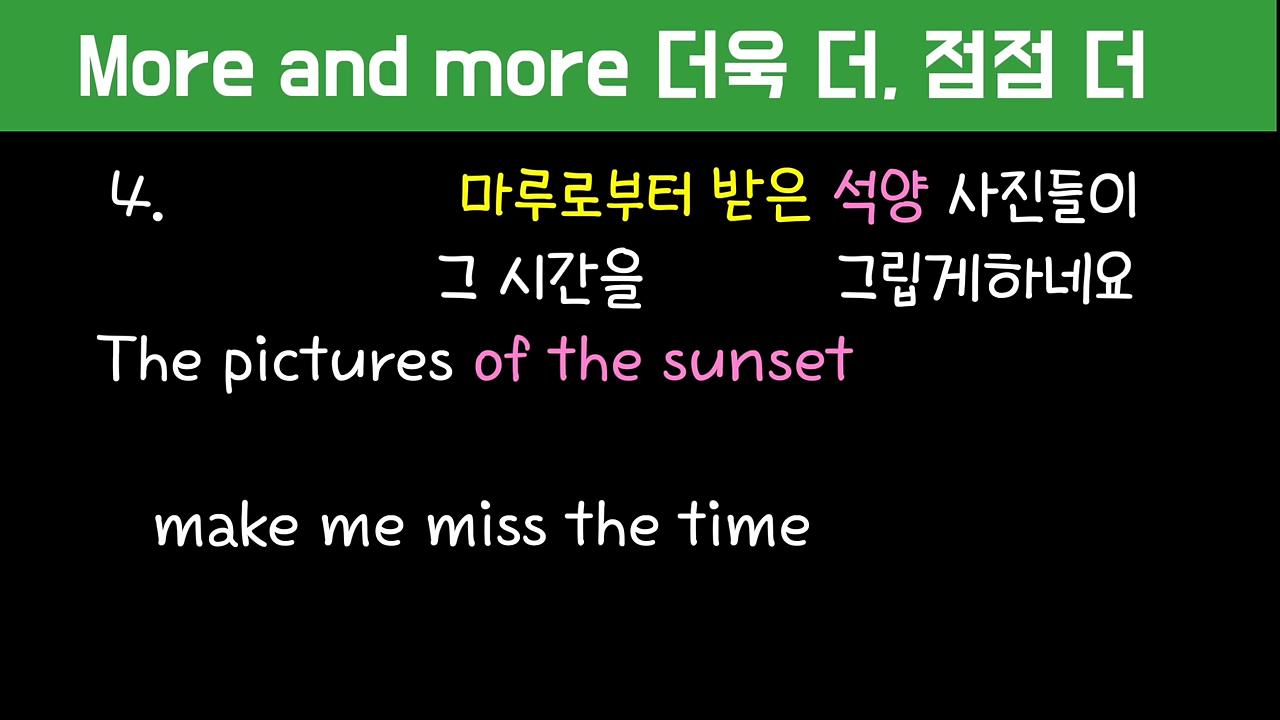 More and more 더욱 더, 점점 더
4. 마루로부터 받은 석양 사진들이
그 시간을 그립게하네요
The pictures of the sunset
make me miss the time